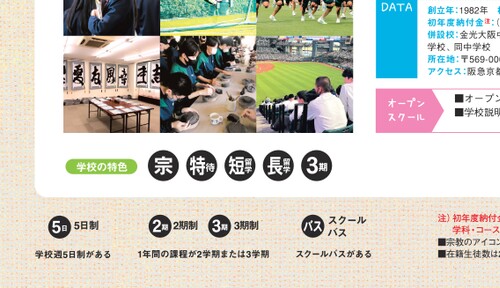 DATA
創立年：1982年
初年度納付金注：
併設校：金光大阪中
学校、同中学校
所在地：〒569-00
アクセス：阪急京
オープン
スクール
■オープン
■学校説明
学校の特色
宗 特待 短留学 長留学 3期
5日 5日制
学校週5日制がある
2期 2期制 3期 3期制
1年間の課程が2学期または3学期
バス スクール
バス
スクールバスがある
注）初年度納付金
学科・コース
■宗教のアイコン
■在籍生徒数は2